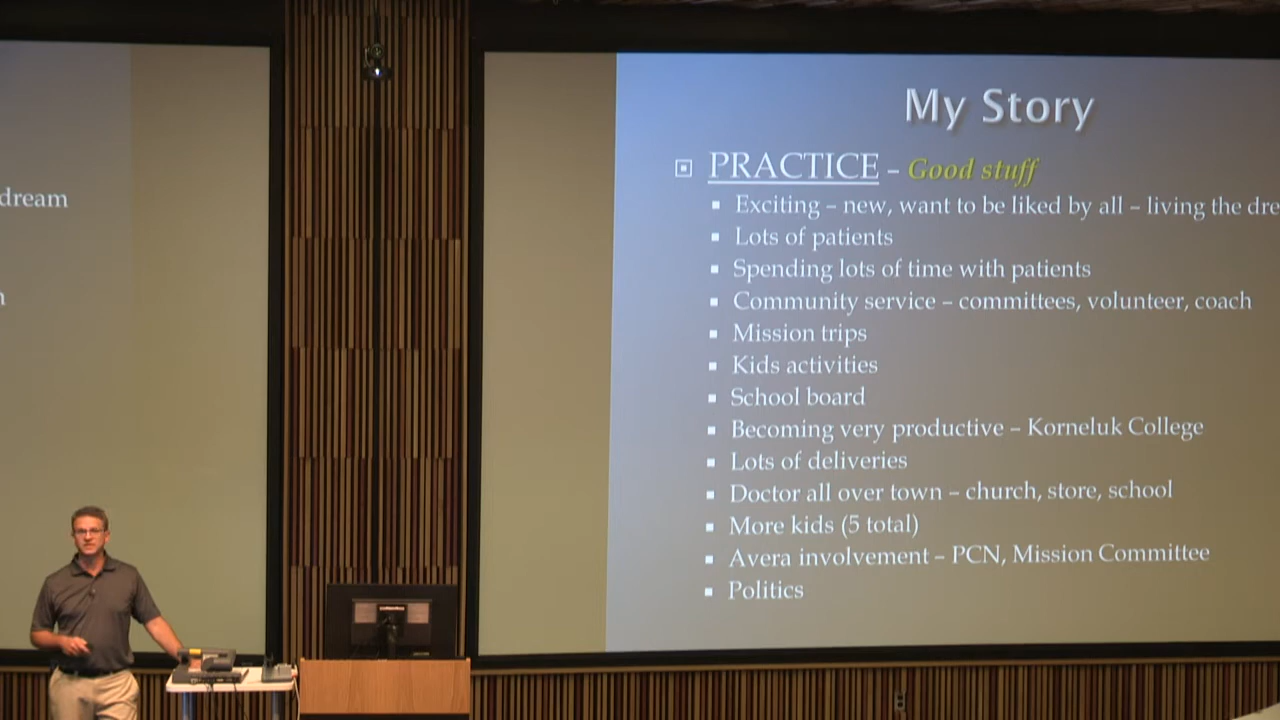 dream
My Story
PRACTICE – Good stuff
Exciting – new, want to be liked by all – living the dre
Lots of patients
Spending lots of time with patients
Community service – committees, volunteer, coach
Mission trips
Kids activities
School board
Becoming very productive – Korneluk College
Lots of deliveries
Doctor all over town – church, store, school
More kids (5 total)
Avera involvement – PCN, Mission Committee
Politics